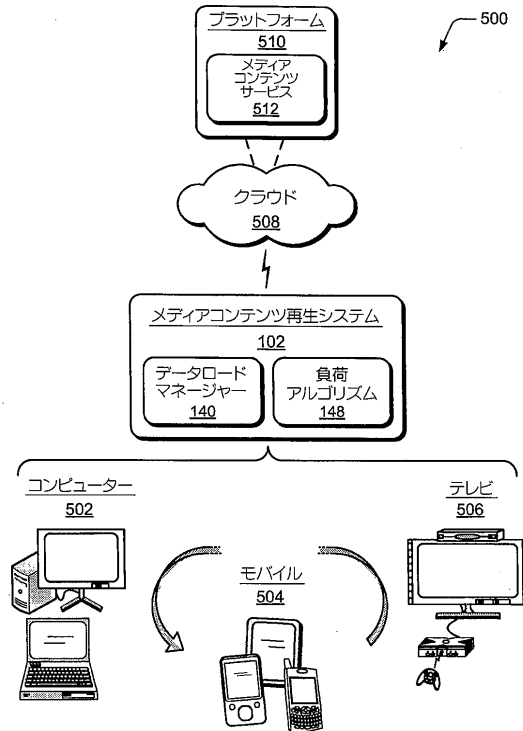 500
プラットフォーム
510
メディア
コンテンツ
サービス
512
クラウド
508
メディアコンテンツ再生システム
102
データロード
マネージャー
140
負荷
アルゴリズム
148
コンピューター
502
モバイル
504
テレビ
506